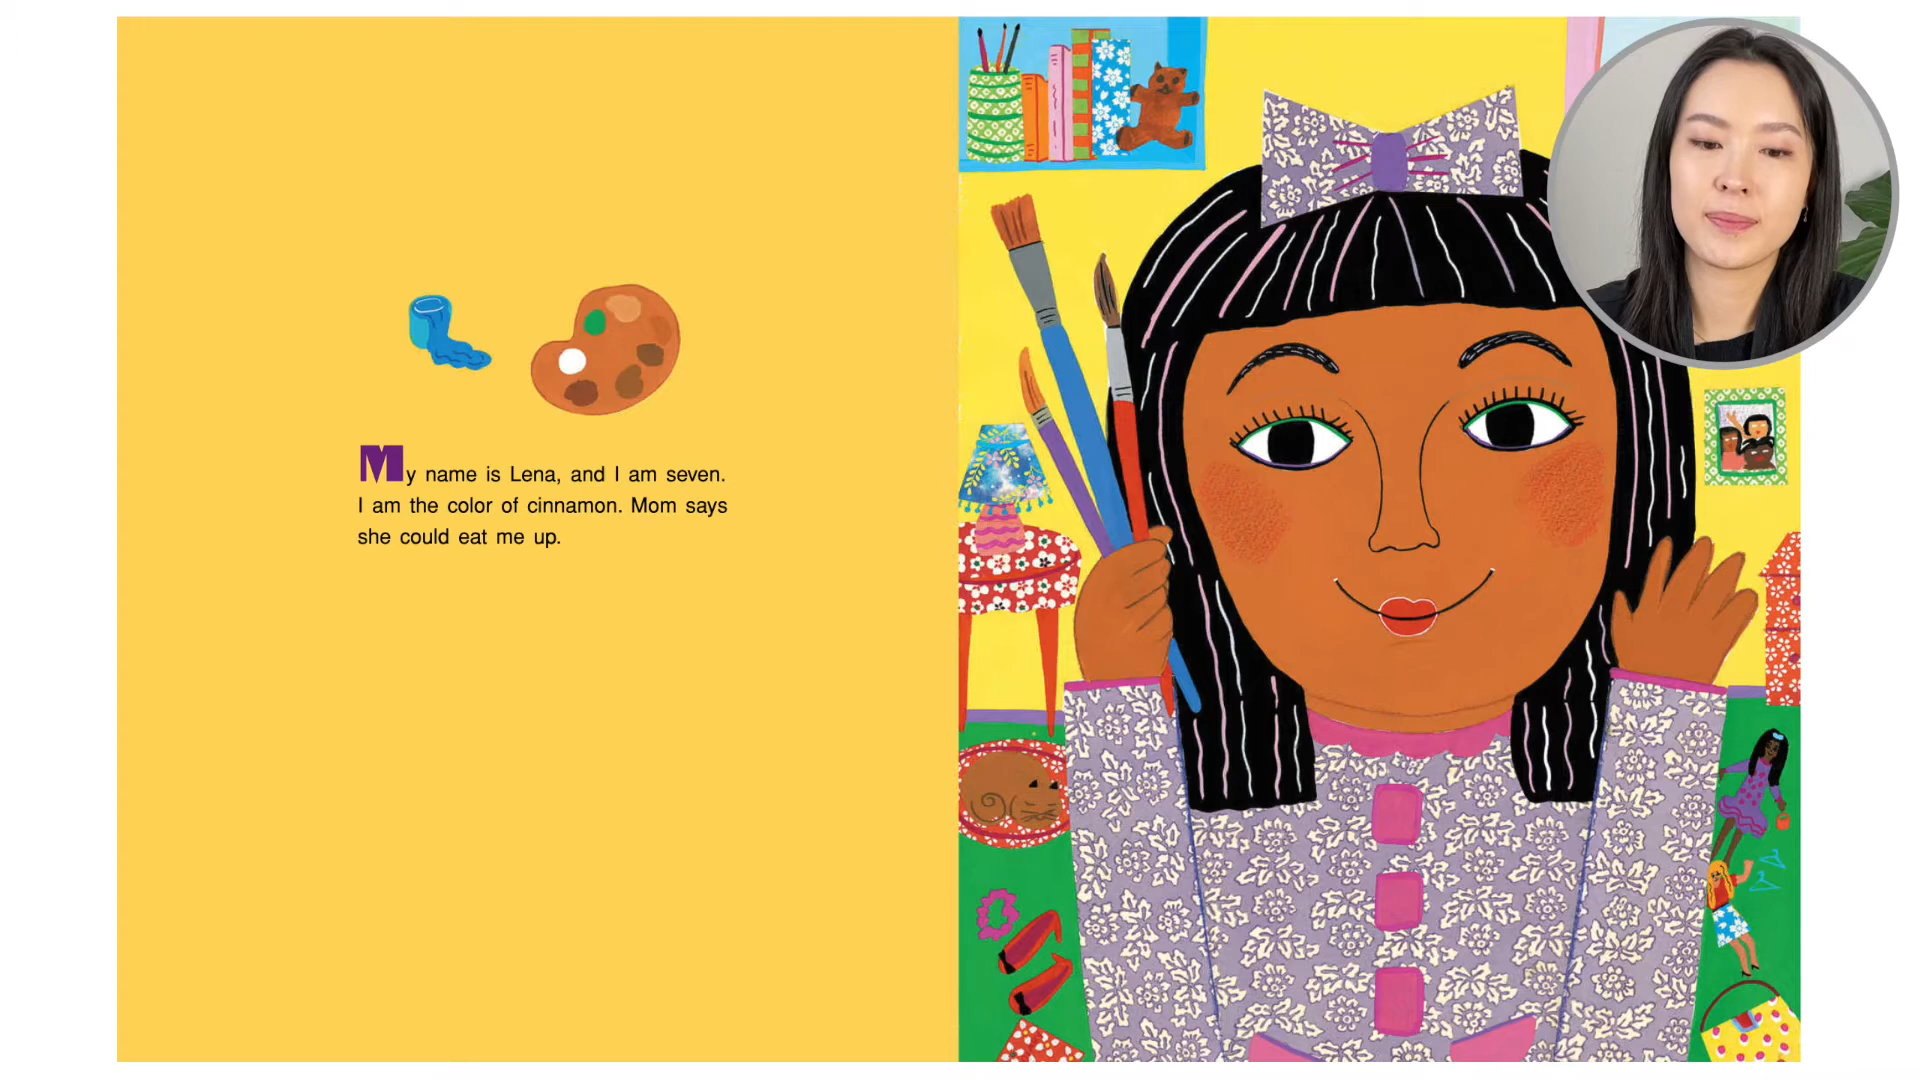 My name is Lena, and I am seven.
I am the color of cinnamon. Mom says
she could eat me up.